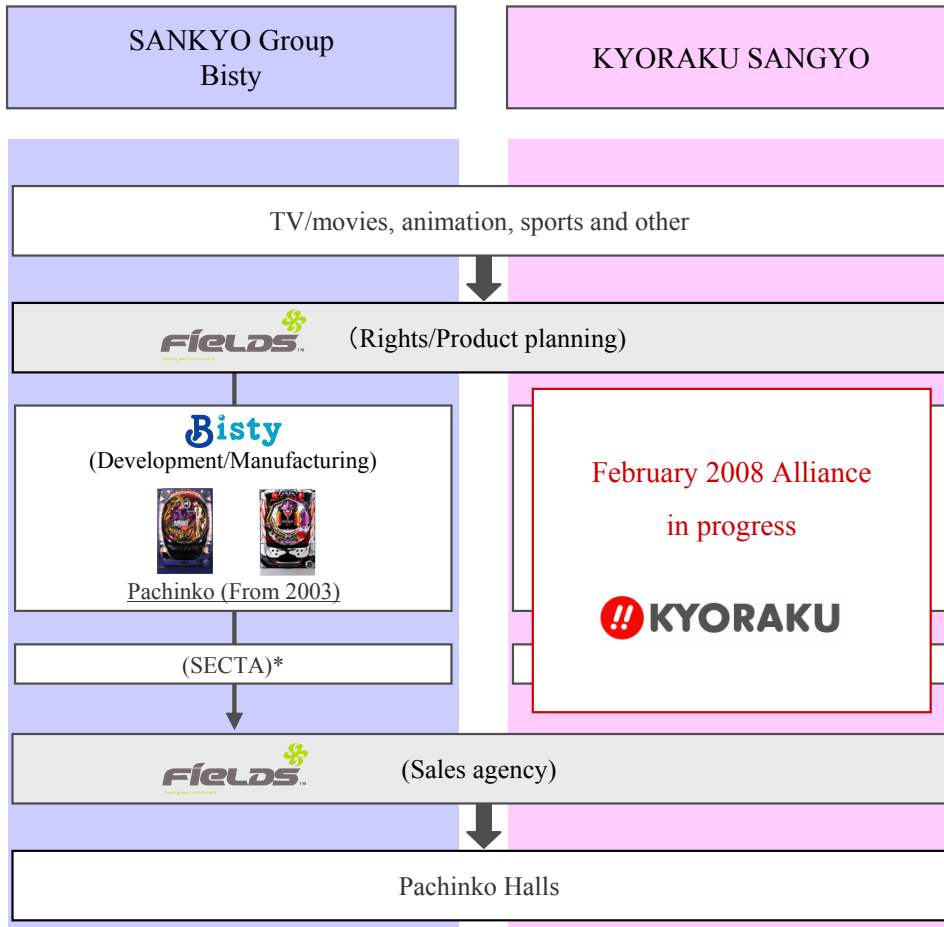 SANKYO Group
Bisty
KYORAKU SANGYO
TV/movies, animation, sports and other
FIELDS (Rights/Product planning)
Bisty
(Development/Manufacturing)
Pachinko (From 2003)
February 2008 Alliance
in progress
!! KYORAKU
(SECTA)*
FIELDS (Sales agency)
Pachinko Halls